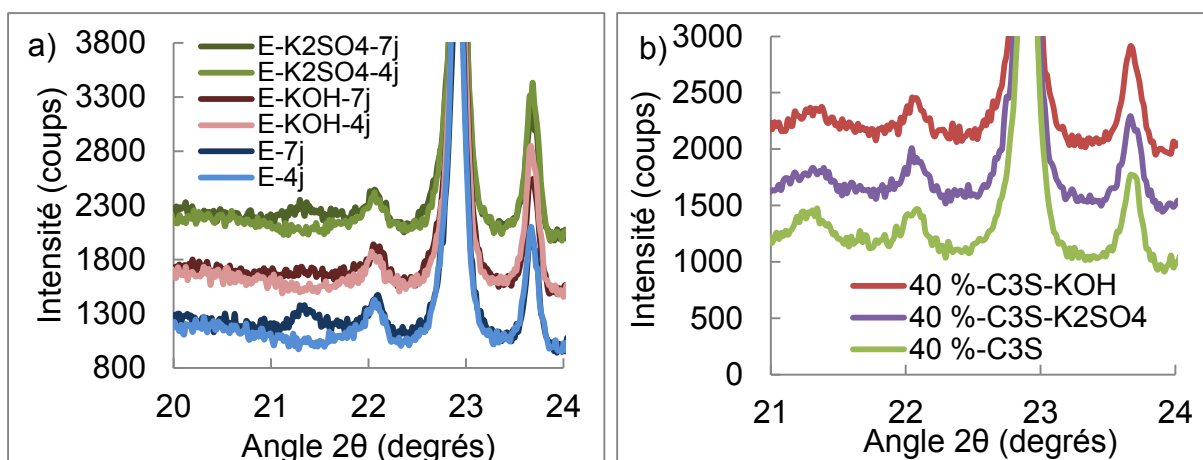 a)
3800
3300
2800
2300
1800
1300
800
Intensité (coups)
E-K2SO4-7j
E-K2SO4-4j
E-KOH-7j
E-KOH-4j
E-7j
E-4j
20 21 22 23 24
Angle 2θ (degrés)
b)
3000
2500
2000
1500
1000
500
0
Intensité (coups)
40 %-C3S-KOH
40 %-C3S-K2SO4
40 %-C3S
21 22 23 24
Angle 2θ (degrés)